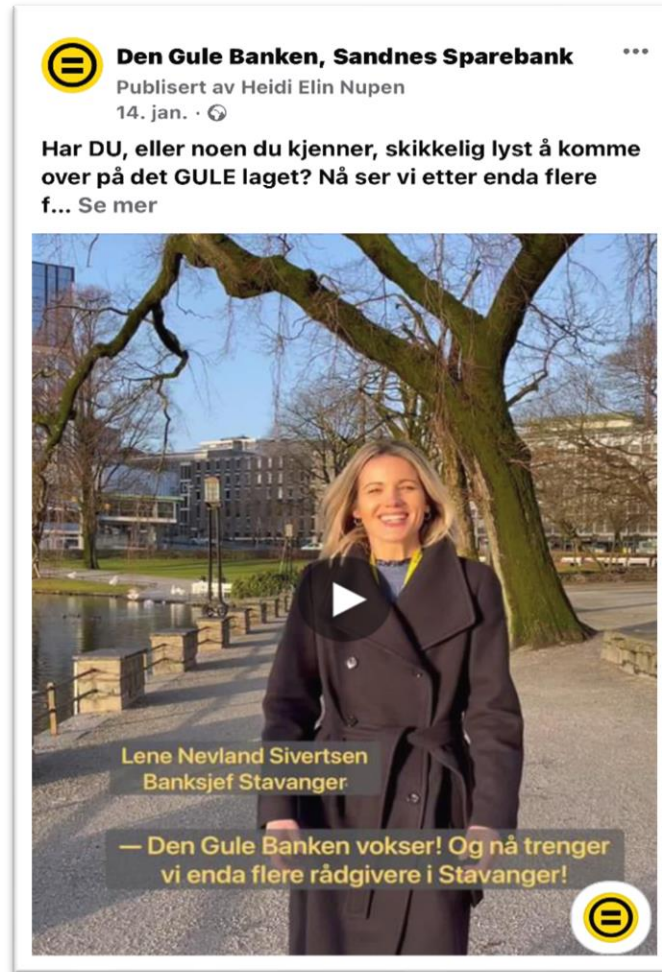 Den Gule Banken, Sandnes Sparebank
Publisert av Heidi Elin Nupen
14. jan. ·
Har DU, eller noen du kjenner, skikkelig lyst å komme
over på det GULE laget? Nå ser vi etter enda flere
f... Se mer
Lene Nevland Sivertsen
Banksjef Stavanger
— Den Gule Banken vokser! Og nå trenger
vi enda flere rådgivere i Stavanger!